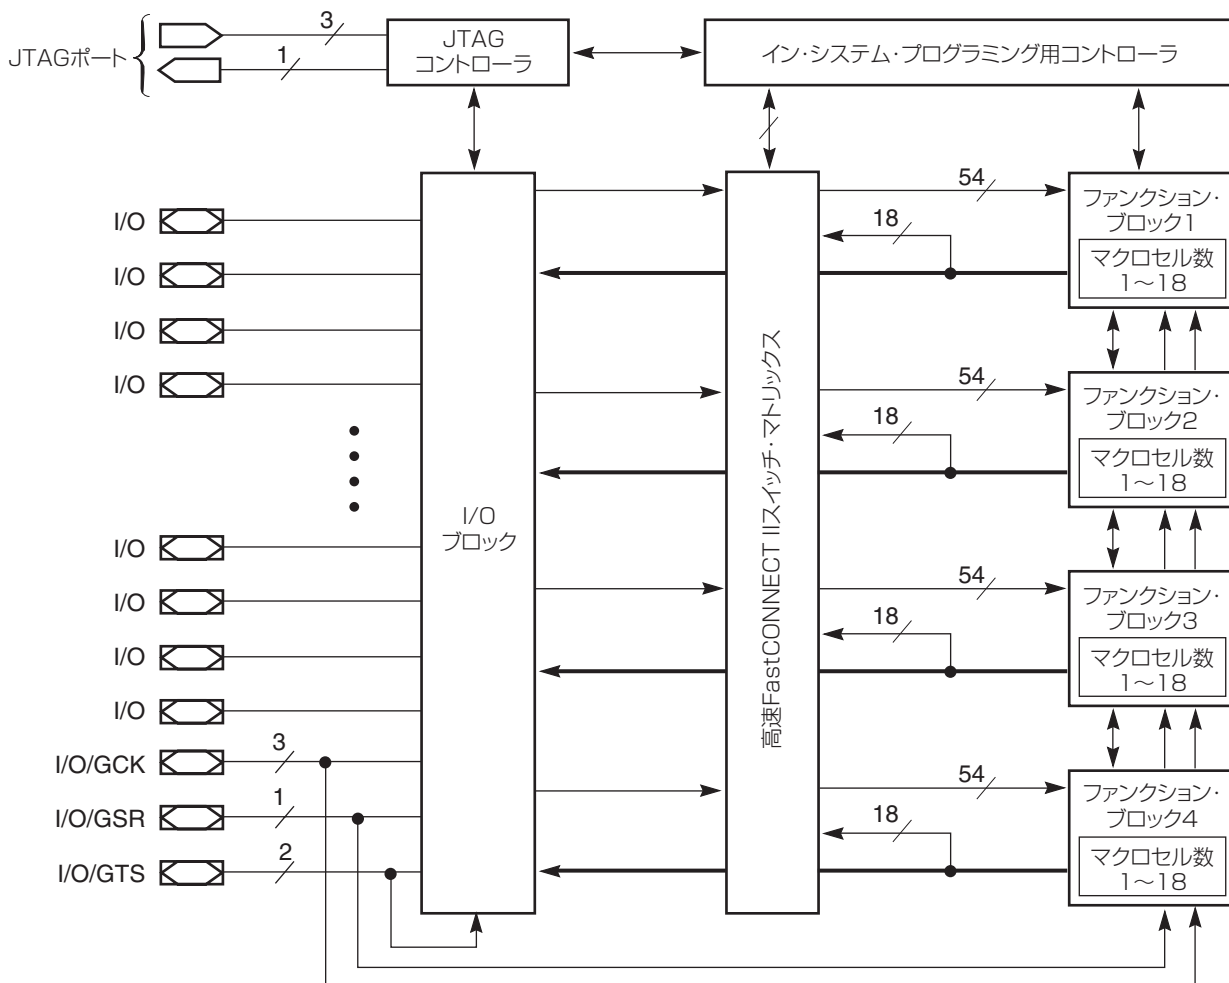 JTAGポート
3
1
JTAG
コントローラ
イン・システム・プログラミング用コントローラ
I/O
I/O
I/O
I/O
I/O
I/O
I/O
I/O
I/O/GCK
3
I/O/GSR
1
I/O/GTS
2
I/O
ブロック
高速FastCONNECT IIスイッチ・マトリックス
54
18
ファンクション・
ブロック1
マクロセル数
1～18
54
18
ファンクション・
ブロック2
マクロセル数
1～18
54
18
ファンクション・
ブロック3
マクロセル数
1～18
54
18
ファンクション・
ブロック4
マクロセル数
1～18